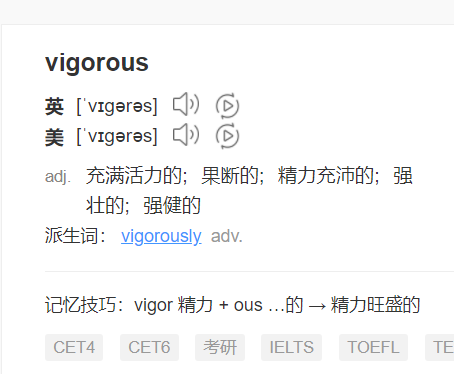 vigorous
英 [ˈvɪɡərəs]
美 [ˈvɪɡərəs]
adj. 充满活力的；果断的；精力充沛的；强
壮的；强健的
派生词： vigorously adv.
记忆技巧：vigor 精力 + ous …的 → 精力旺盛的
CET4 CET6 考研 IELTS TOEFL TE